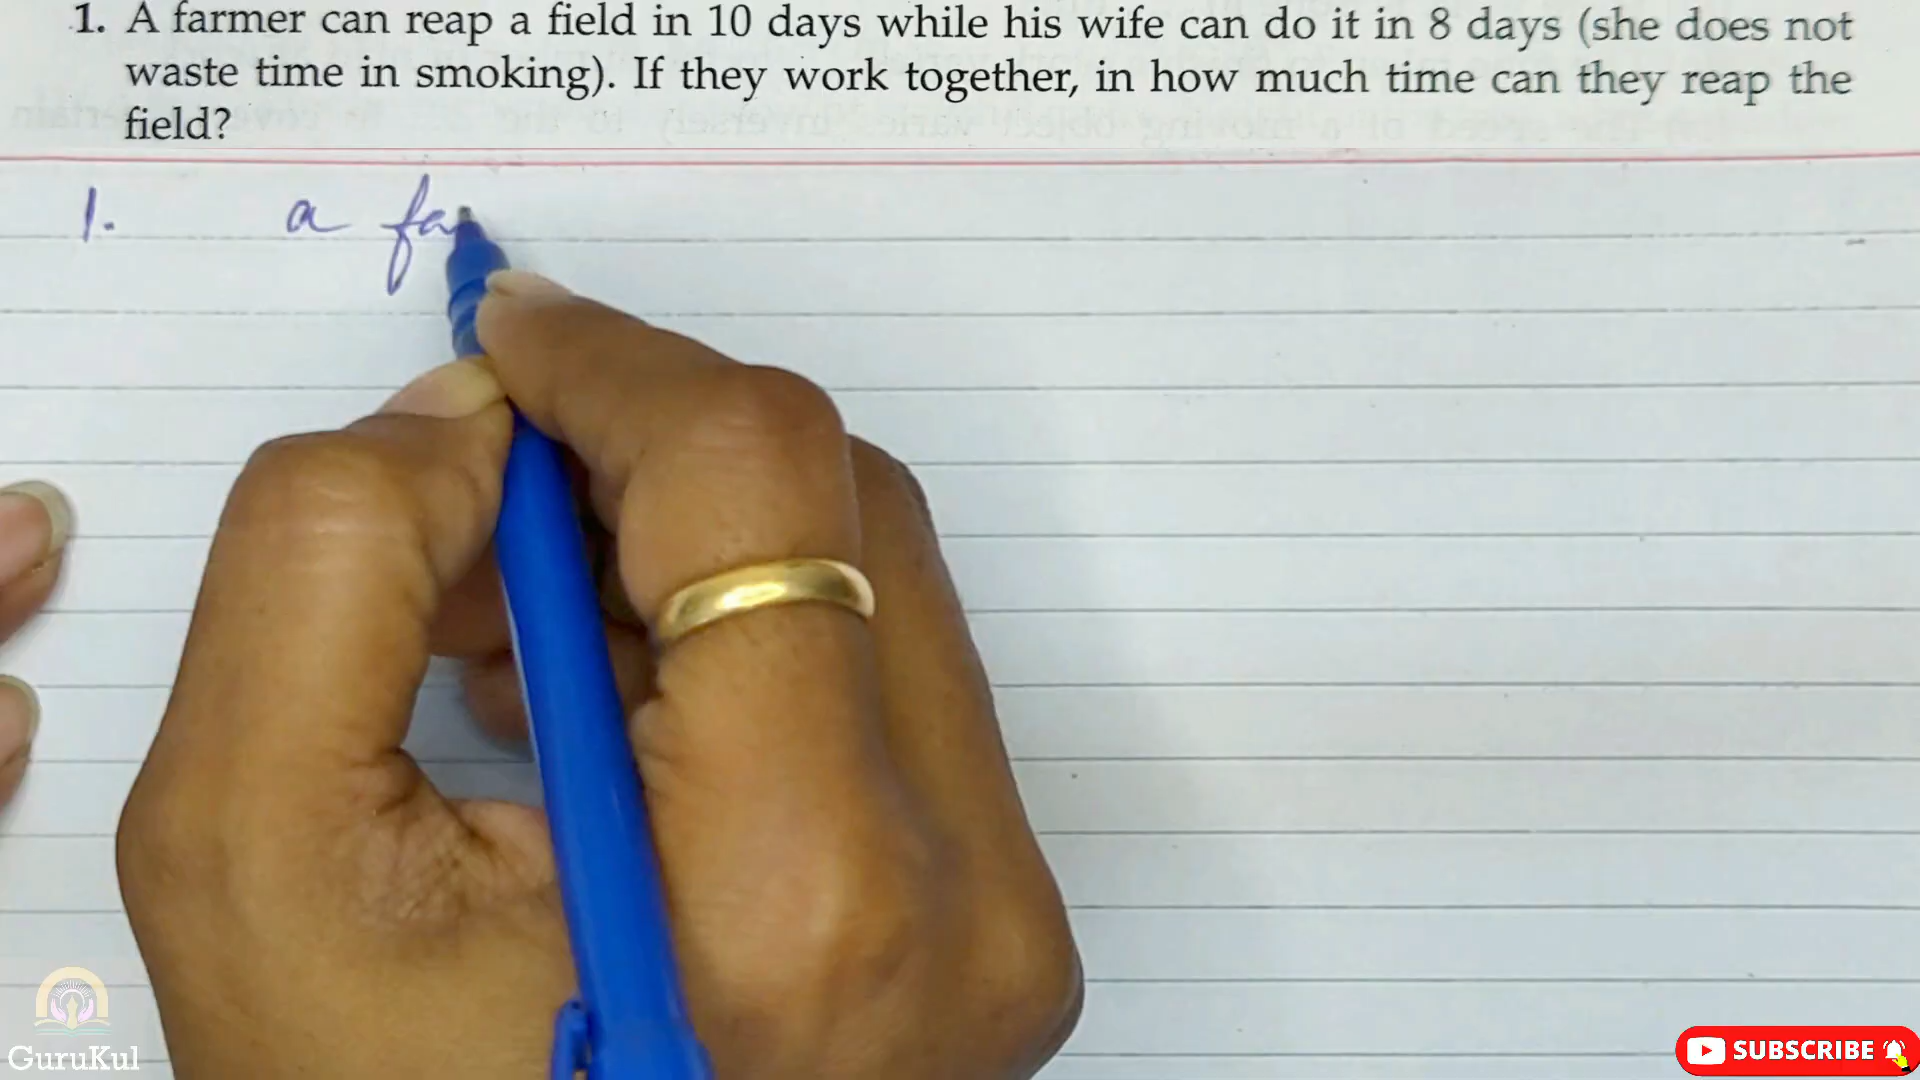 1. A farmer can reap a field in 10 days while his wife can do it in 8 days (she does not
waste time in smoking). If they work together, in how much time can they reap the
field?
1. a fa
GuruKul
SUBSCRIBE